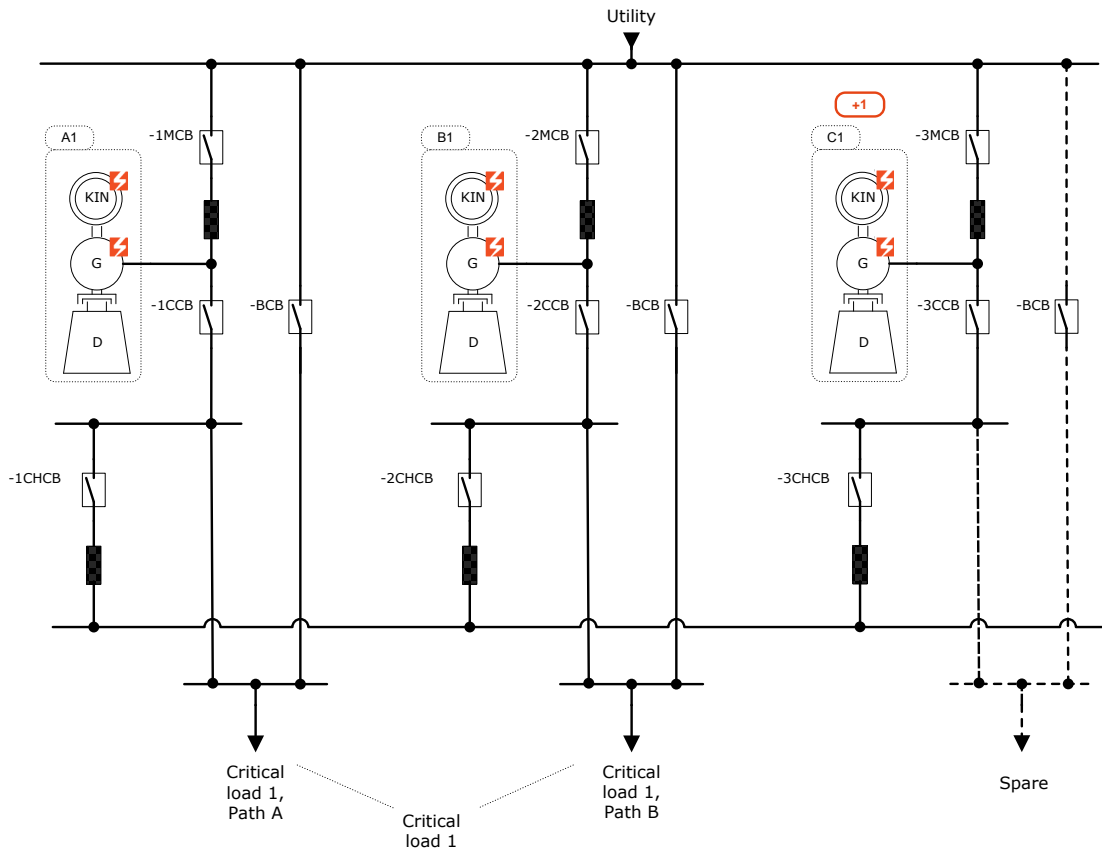 Utility
+1
A1
-1MCB
B1
-2MCB
C1
-3MCB
KIN
KIN
KIN
G
G
G
-1CCB
-BCB
-2CCB
-BCB
-3CCB
-BCB
D
D
D
-1CHCB
-2CHCB
-3CHCB
Critical
load 1,
Path A
Critical
load 1,
Path B
Spare
Critical
load 1